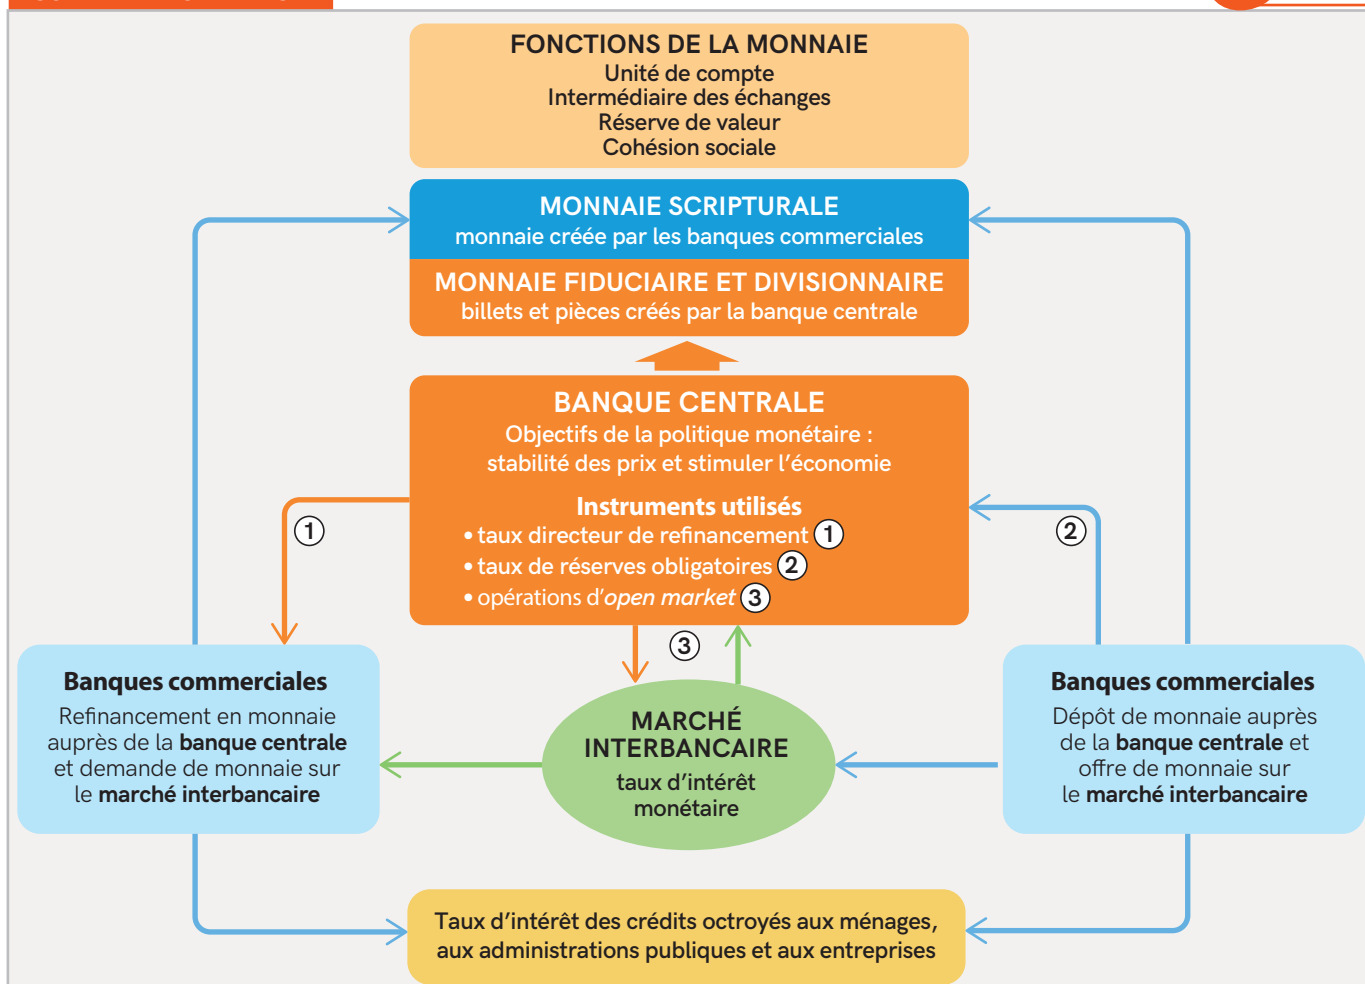 FONCTIONS DE LA MONNAIE
Unité de compte
Intermédiaire des échanges
Réserve de valeur
Cohésion sociale
MONNAIE SCRIPTURALE
monnaie créée par les banques commerciales
MONNAIE FIDUCIAIRE ET DIVISIONNAIRE
billets et pièces créés par la banque centrale
BANQUE CENTRALE
Objectifs de la politique monétaire :
stabilité des prix et stimuler l'économie
Instruments utilisés
• taux directeur de refinancement 1
• taux de réserves obligatoires 2
• opérations d'open market 3
1
2
3
Banques commerciales
Refinancement en monnaie
auprès de la banque centrale
et demande de monnaie sur
le marché interbancaire
MARCHÉ
INTERBANCAIRE
taux d'intérêt
monétaire
Banques commerciales
Dépôt de monnaie auprès
de la banque centrale et
offre de monnaie sur
le marché interbancaire
Taux d'intérêt des crédits octroyés aux ménages,
aux administrations publiques et aux entreprises